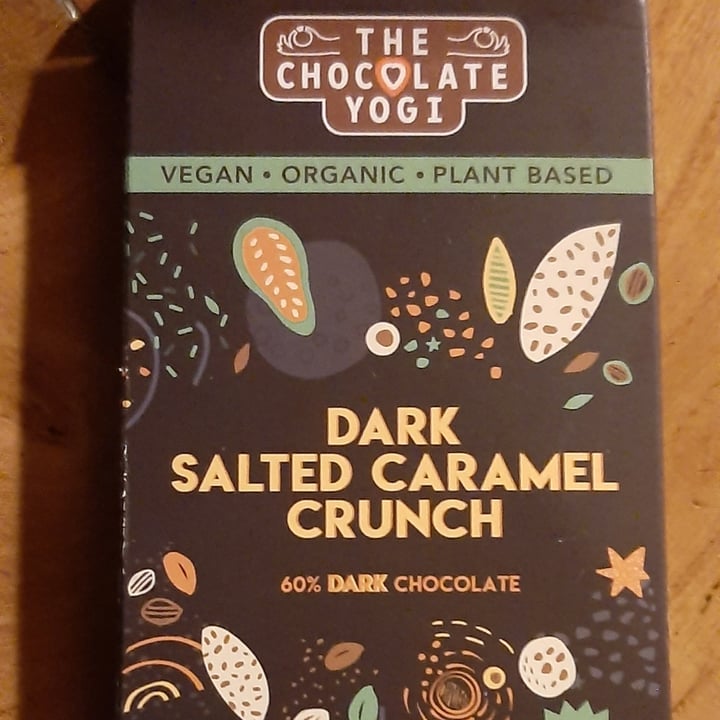 THE
CHOCOLATE
YOGI
VEGAN • ORGANIC • PLANT BASED
DARK
SALTED CARAMEL
CRUNCH
60% DARK CHOCOLATE